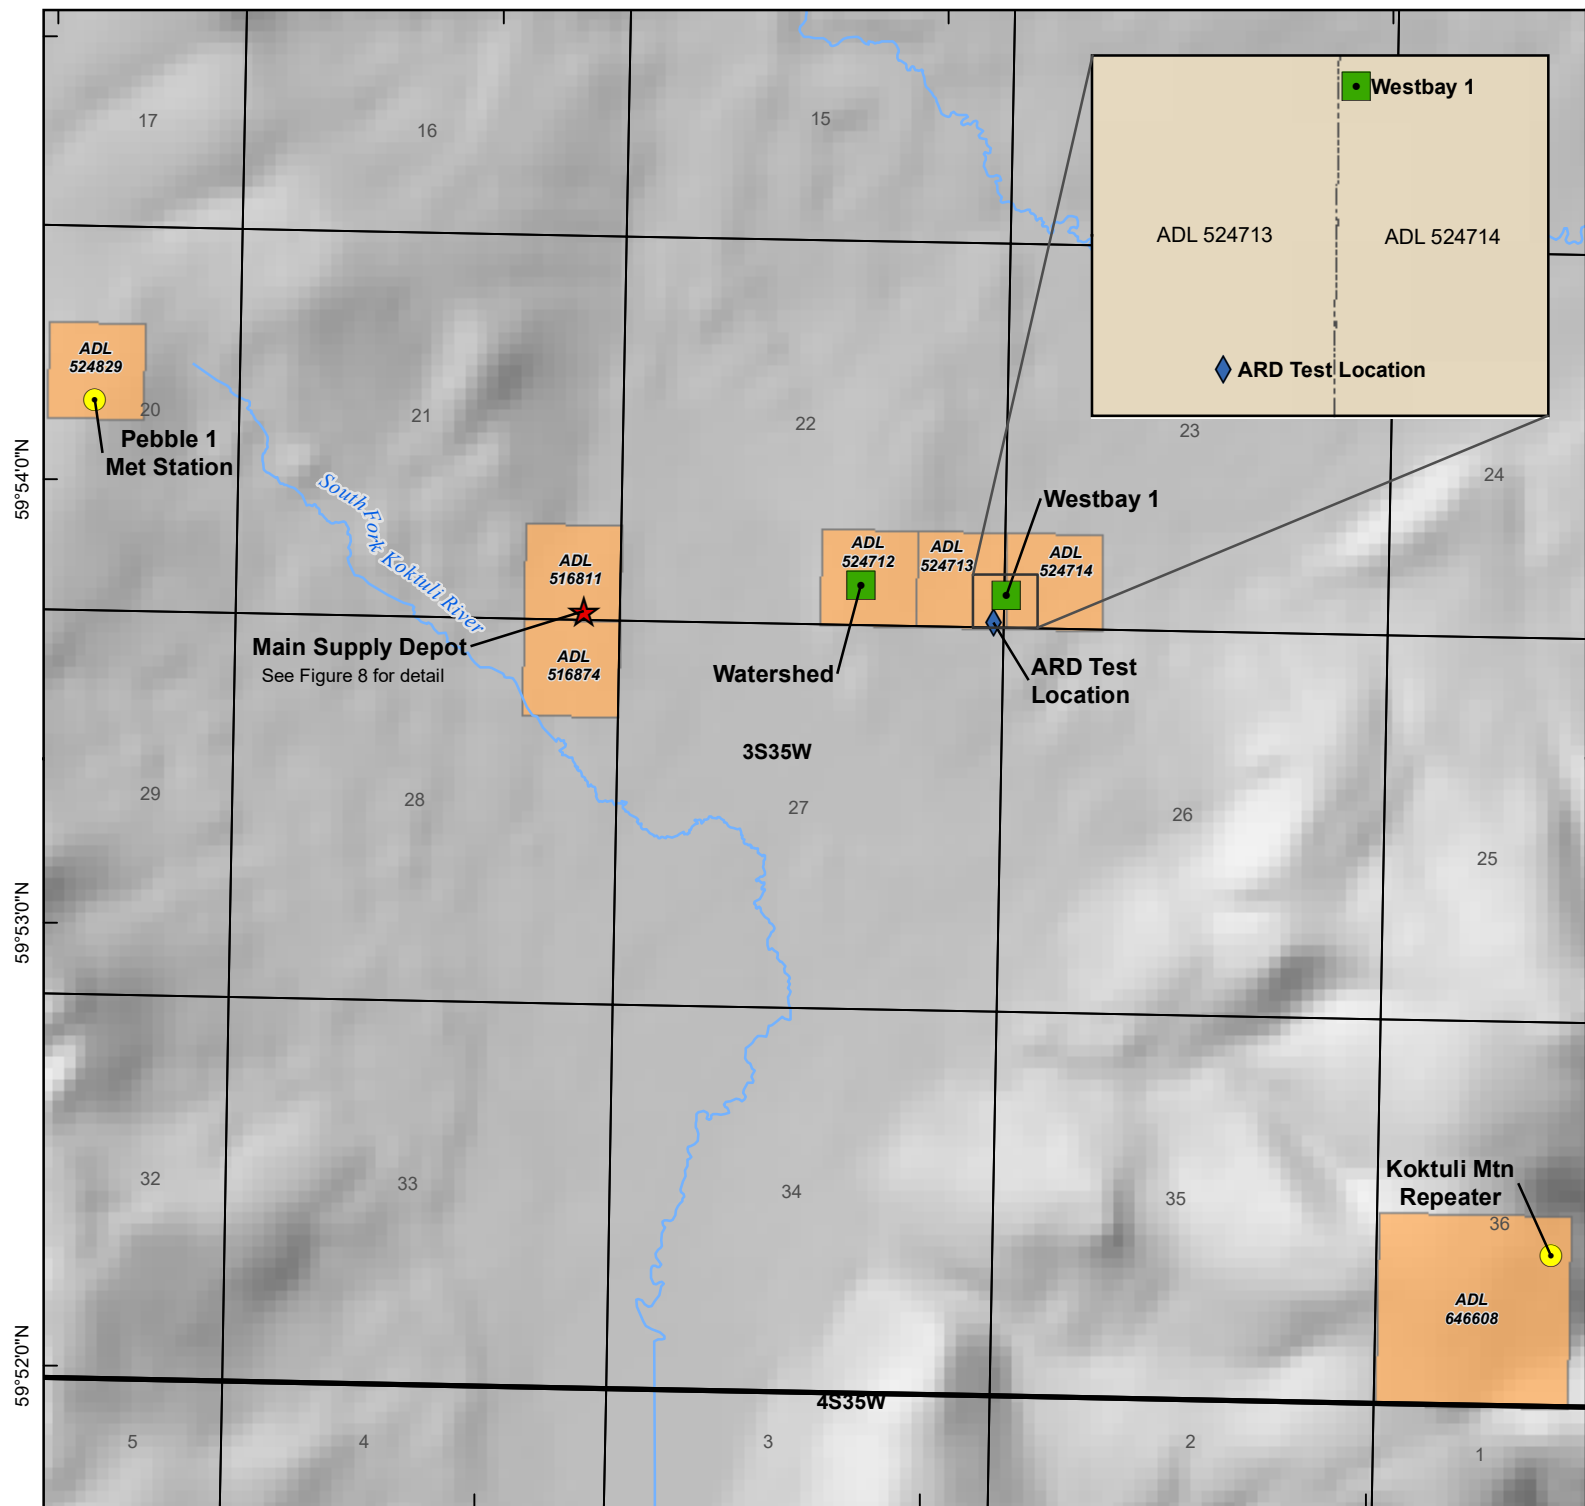 17
16
15
Westbay 1
ADL 524713
ADL 524714
ARD Test Location
ADL
524829
20
Pebble 1
Met Station
21
22
23
24
59°54'0"N
South Fork Koktuli River
Westbay 1
ADL
516811
ADL
524712
ADL
524713
ADL
524714
Main Supply Depot
See Figure 8 for detail
ADL
516874
Watershed
ARD Test
Location
3S35W
29
28
27
26
25
59°53'0"N
32
33
34
35
Koktuli Mtn
Repeater
36
ADL
646608
59°52'0"N
4S35W
5
4
3
2
1